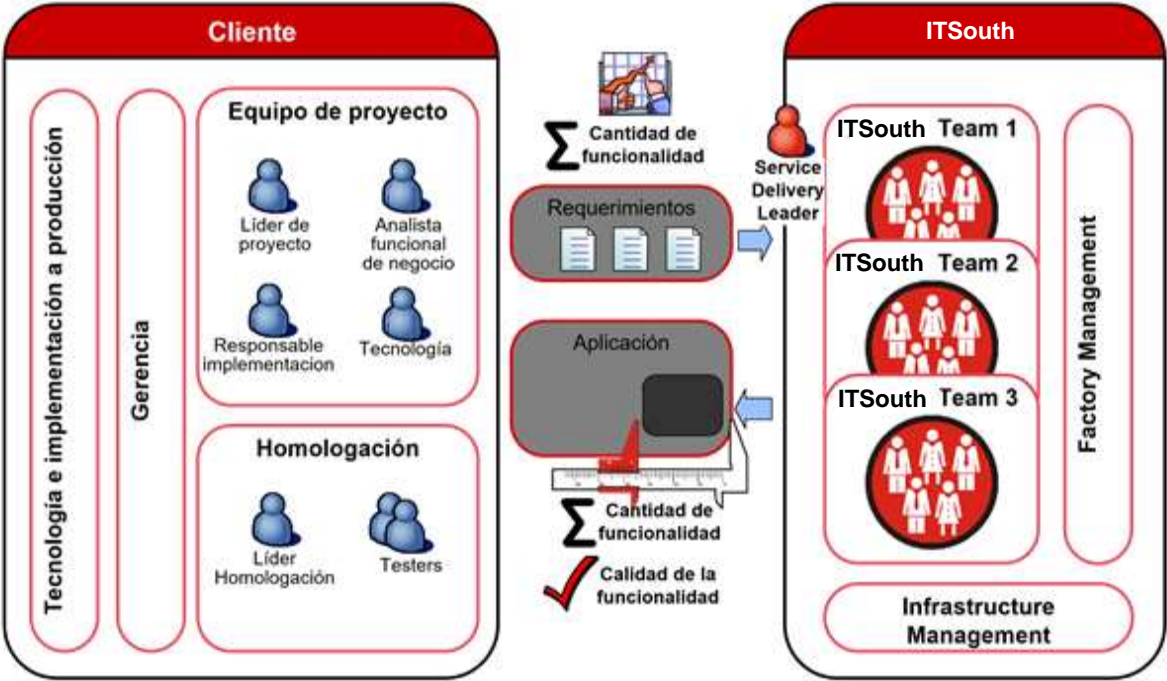 Cliente
Tecnología e implementación a producción
Gerencia
Equipo de proyecto
Líder de
proyecto
Analista
funcional
de negocio
Responsable
implementacion
Tecnología
Homologación
Líder
Homologación
Testers
Cantidad de
funcionalidad
Requerimientos
Aplicación
Cantidad de
funcionalidad
Calidad de la
funcionalidad
ITSouth
Service
Delivery
Leader
ITSouth Team 1
ITSouth Team 2
ITSouth Team 3
Factory Management
Infrastructure
Management